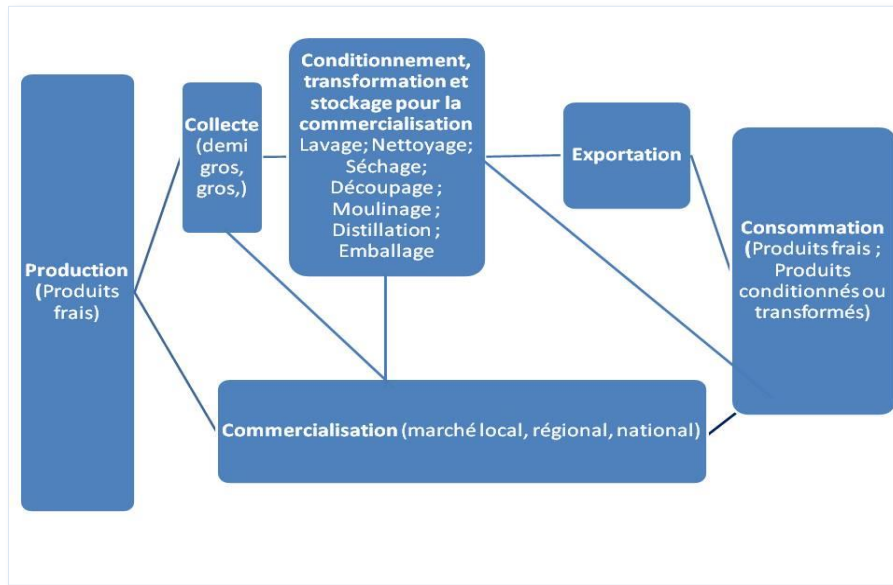 Production
(Produits
frais)
Collecte
(demi
gros,
gros,)
Conditionnement,
transformation et
stockage pour la
commercialisation
Lavage; Nettoyage;
Séchage;
Découpage ;
Moulinage ;
Distillation ;
Emballage
Exportation
Consommation
(Produits frais ;
Produits
conditionnés ou
transformés)
Commercialisation (marché local, régional, national)